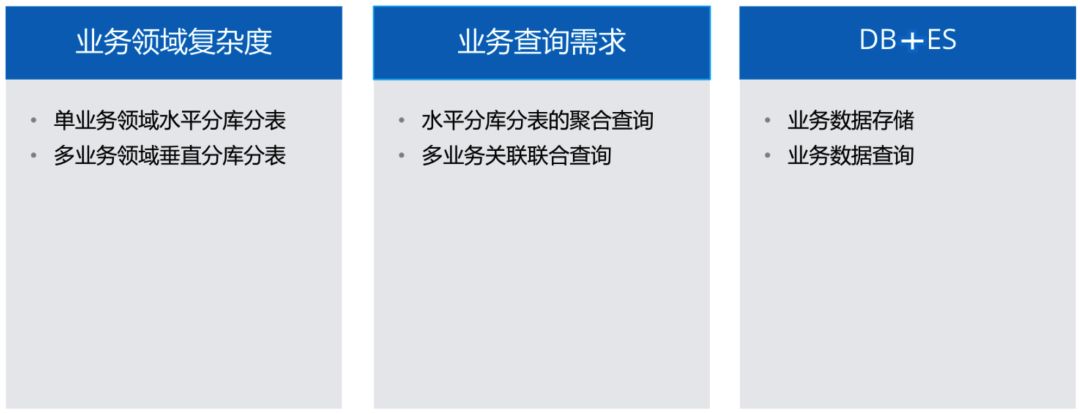 业务领域复杂度
• 单业务领域水平分库分表
• 多业务领域垂直分库分表
业务查询需求
• 水平分库分表的聚合查询
• 多业务关联联合查询
DB+ES
• 业务数据存储
• 业务数据查询